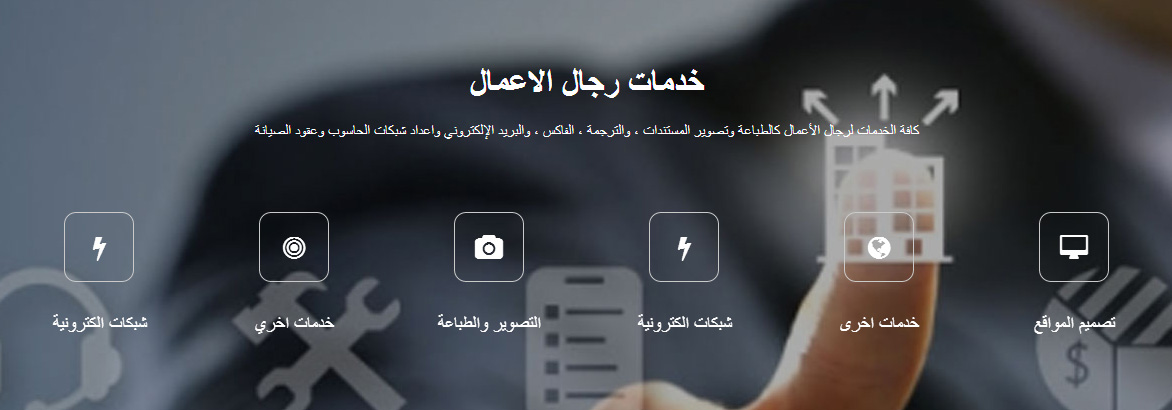 خدمات رجال الاعمال
كافة الخدمات لرجال الأعمال كالطباعة وتصوير المستندات ، والترجمة ، الفاكس ، والبريد الإلكتروني واعداد شبكات الحاسوب وعقود الصيانة
تصميم المواقع
خدمات اخرى
شبكات الكترونية
التصوير والطباعة
خدمات اخري
شبكات الكترونية
$